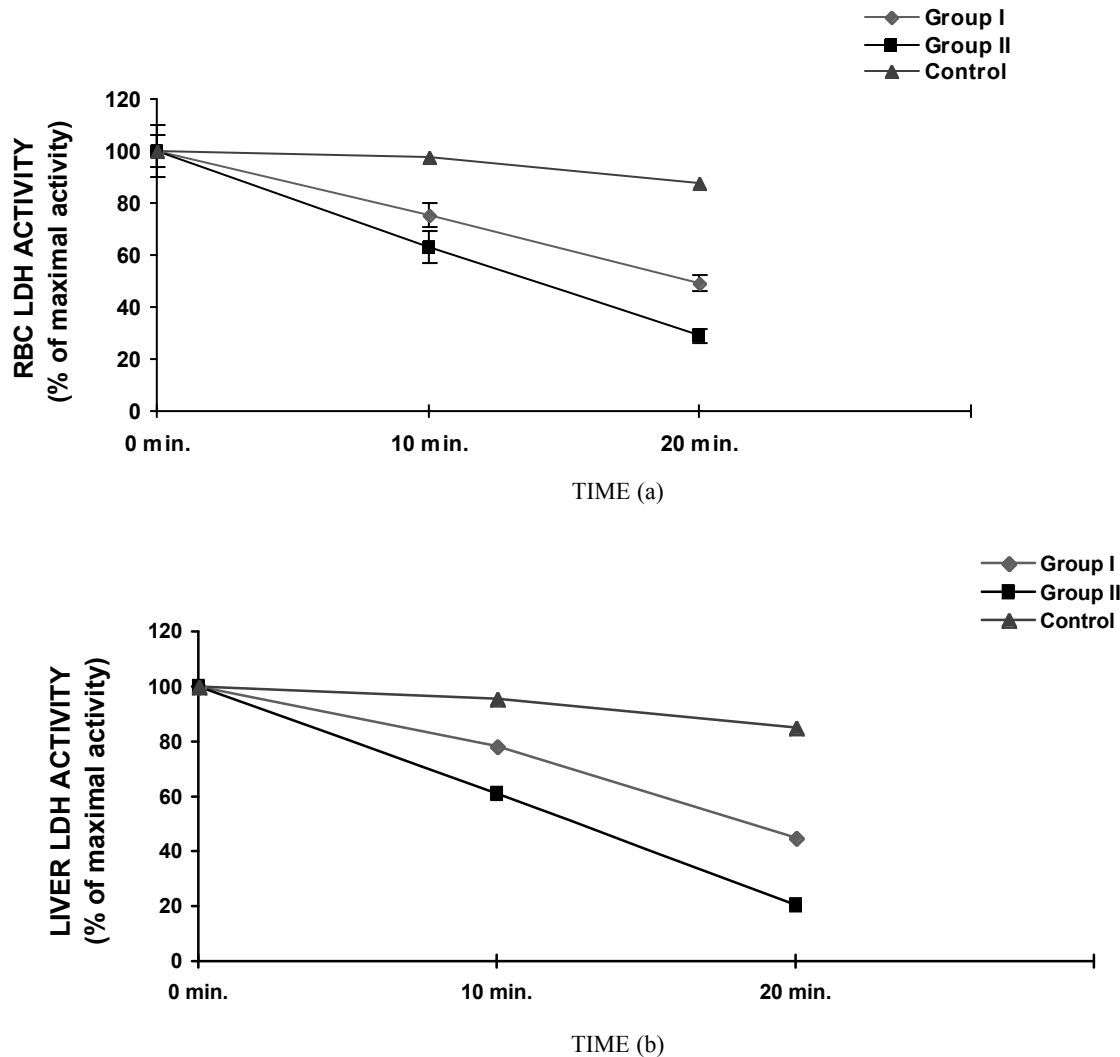 Group I
Group II
Control
RBC LDH ACTIVITY
(% of maximal activity)
120
100
80
60
40
20
0
0 min.
10 min.
20 min.
TIME (a)
Group I
Group II
Control
LIVER LDH ACTIVITY
(% of maximal activity)
120
100
80
60
40
20
0
0 min.
10 min.
20 min.
TIME (b)